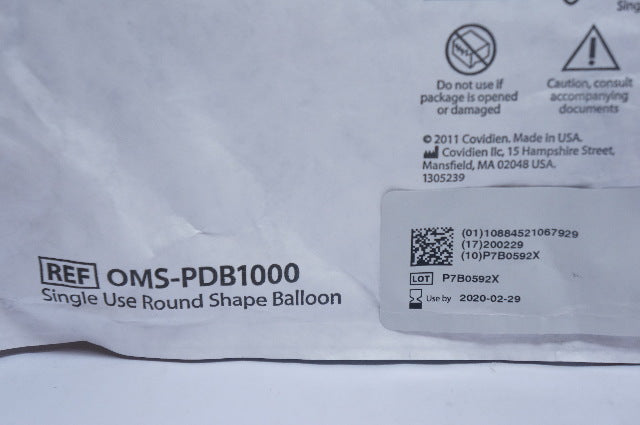 Sing
Do not use if
package is opened
or damaged
Caution, consult
accompanying
documents
© 2011 Covidien. Made in USA.
Covidien llc, 15 Hampshire Street,
Mansfield, MA 02048 USA.
1305239
(01)10884521067929
(17)200229
(10)P7B0592X
LOT P7B0592X
Use by 2020-02-29
REF OMS-PDB1000
Single Use Round Shape Balloon